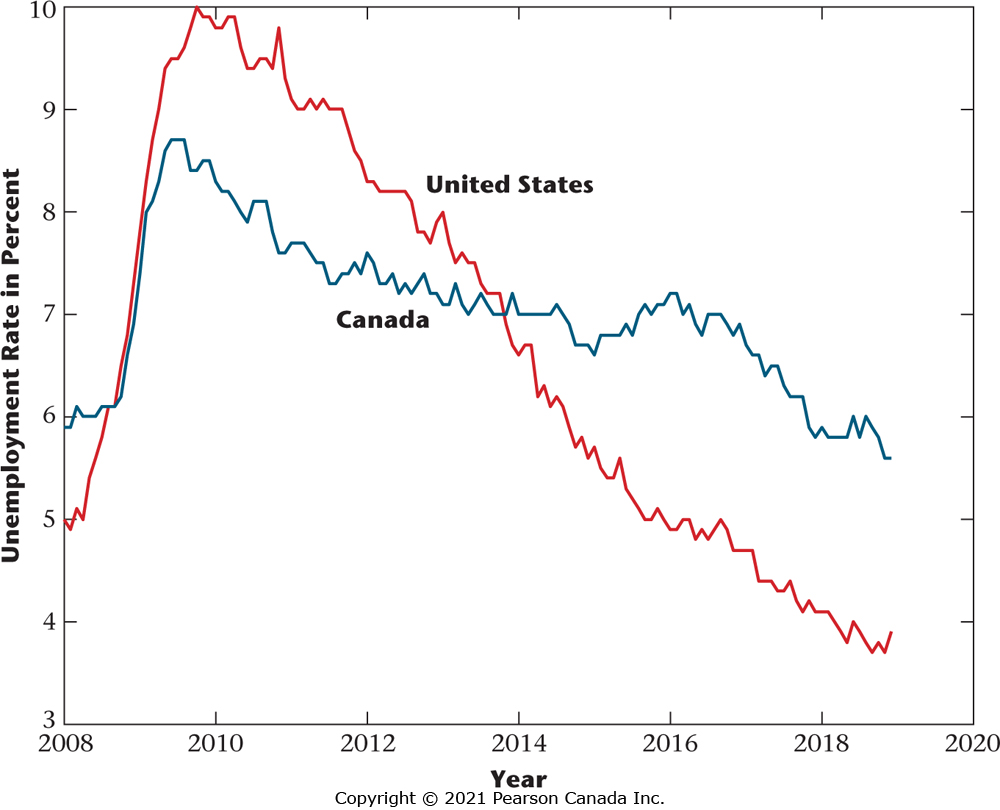 Unemployment Rate in Percent
10
9
8
7
6
5
4
3
United States
Canada
2008 2010 2012 2014 2016 2018 2020
Year
Copyright © 2021 Pearson Canada Inc.